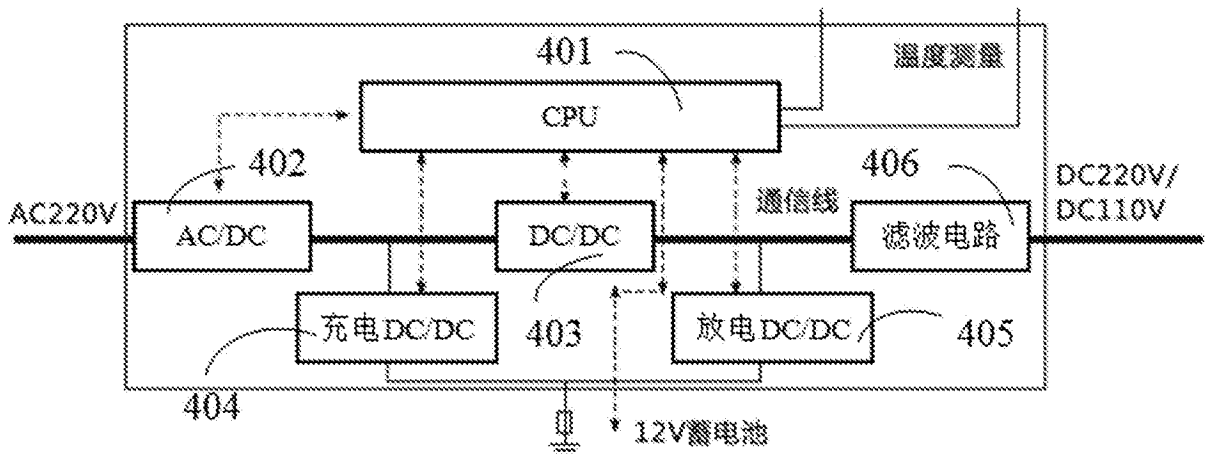 401
温度测量
CPU
402
406
AC220V
AC/DC
DC/DC
通信线
滤波电路
DC220V/
DC110V
充电DC/DC
403
放电DC/DC
405
404
12V蓄电池